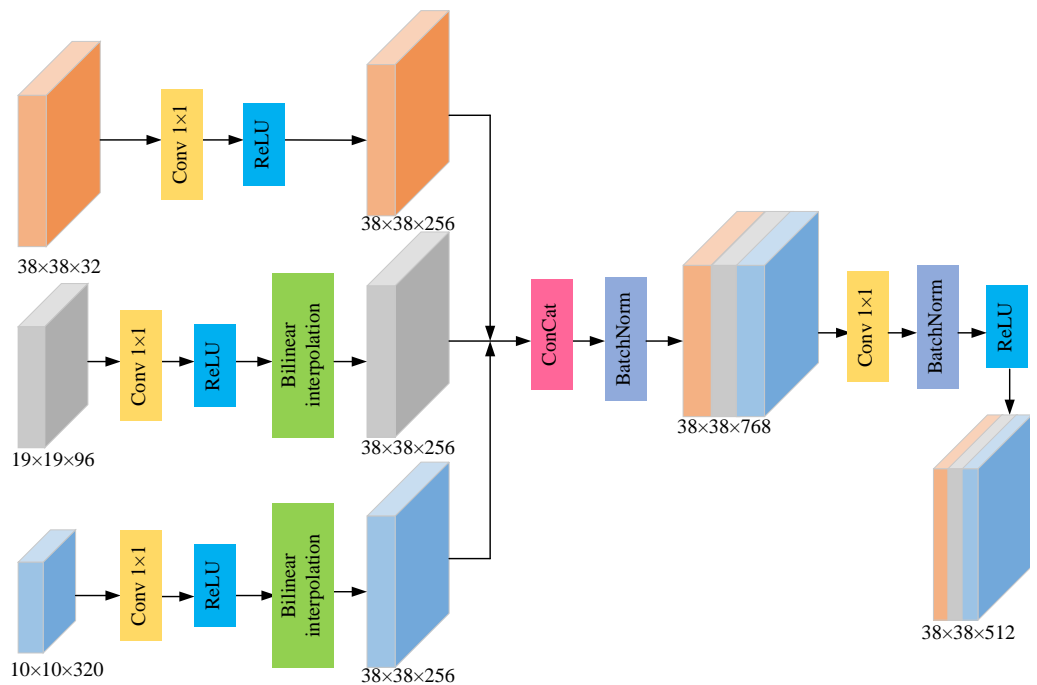 Conv 1×1
ReLU
38×38×32
38×38×256
Conv 1×1
ReLU
Bilinear
interpolation
19×19×96
38×38×256
Conv 1×1
ReLU
Bilinear
interpolation
10×10×320
38×38×256
ConCat
BatchNorm
38×38×768
Conv 1×1
BatchNorm
ReLU
38×38×512